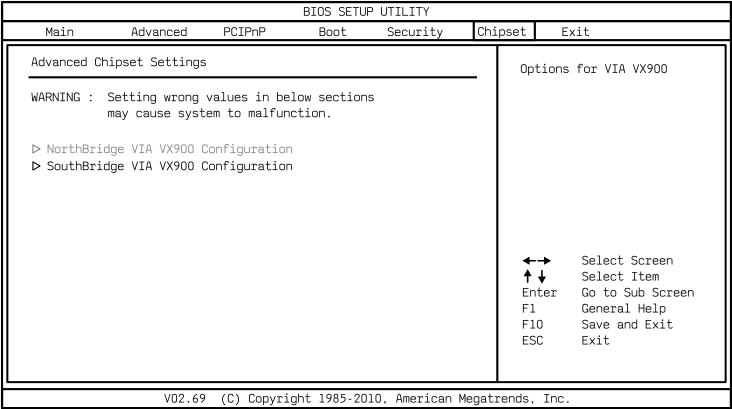 BIOS SETUP UTILITY
Main Advanced PCIPnP Boot Security Chipset Exit
Advanced Chipset Settings
WARNING : Setting wrong values in below sections
may cause system to malfunction.
NorthBridge VIA VX900 Configuration
SouthBridge VIA VX900 Configuration
Options for VIA VX900
Select Screen
Select Item
Enter Go to Sub Screen
F1 General Help
F10 Save and Exit
ESC Exit
V02.69 (C) Copyright 1985-2010, American Megatrends, Inc.